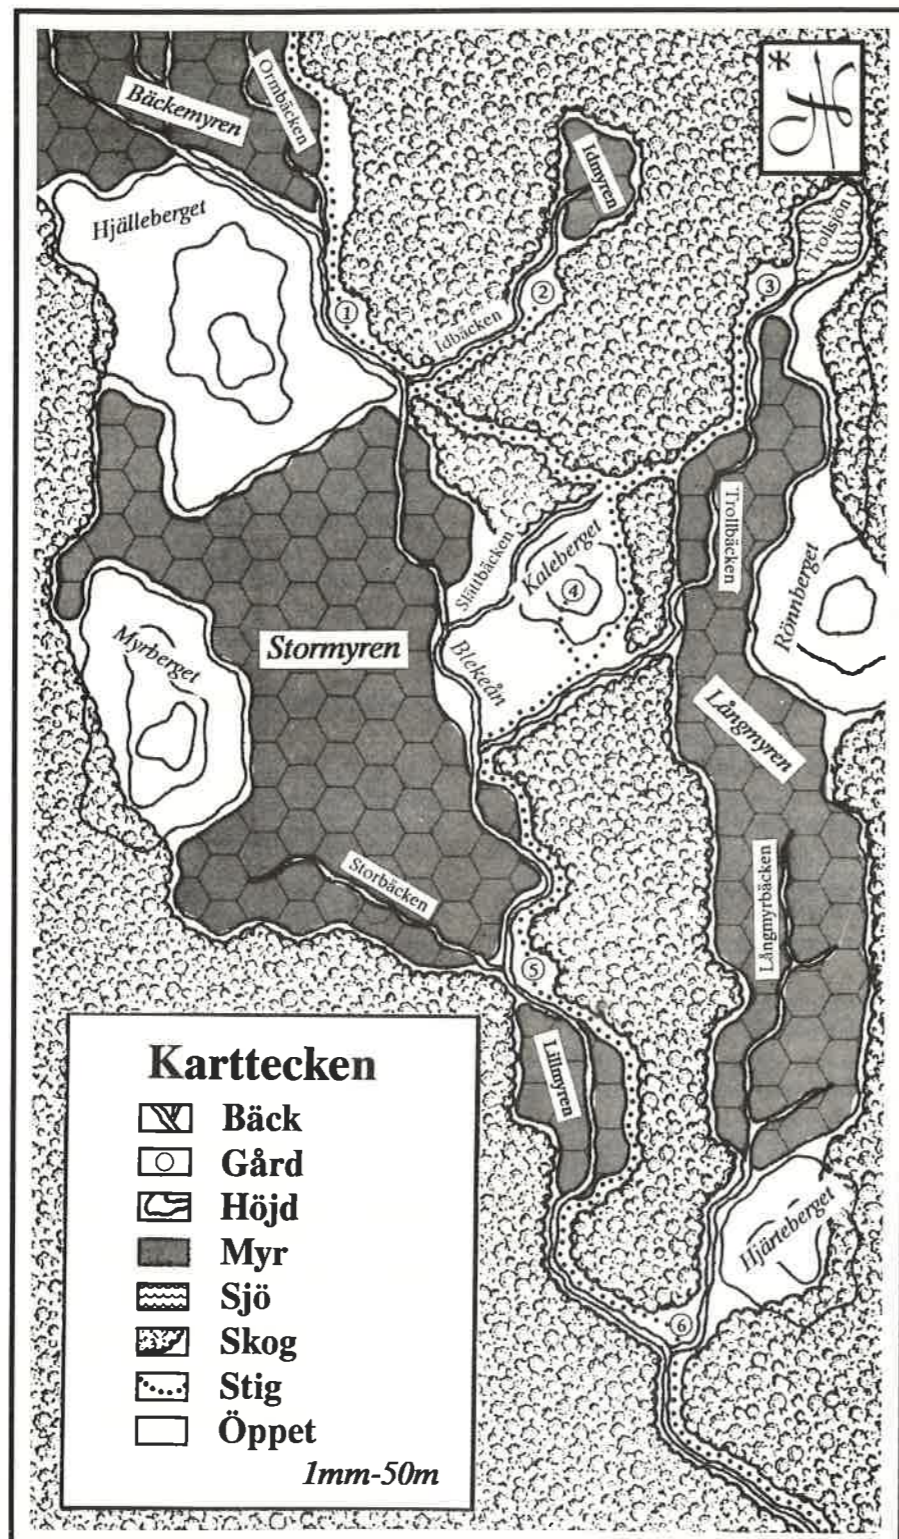 Bäckemyren
Ormbäcken
Idmyren
Hjälleberget
Trollsjön
1
2
3
Idbäcken
Trollbäcken
Slättbäcken
Kaleberget
4
Rönnberget
Myrberget
Stormyren
Blekeån
Långmyren
Storbäcken
Långmyrbäcken
5
Lillmyren
Hjärteberget
6
Karttecken
Bäck
Gård
Höjd
Myr
Sjö
Skog
Stig
Öppet
1mm-50m